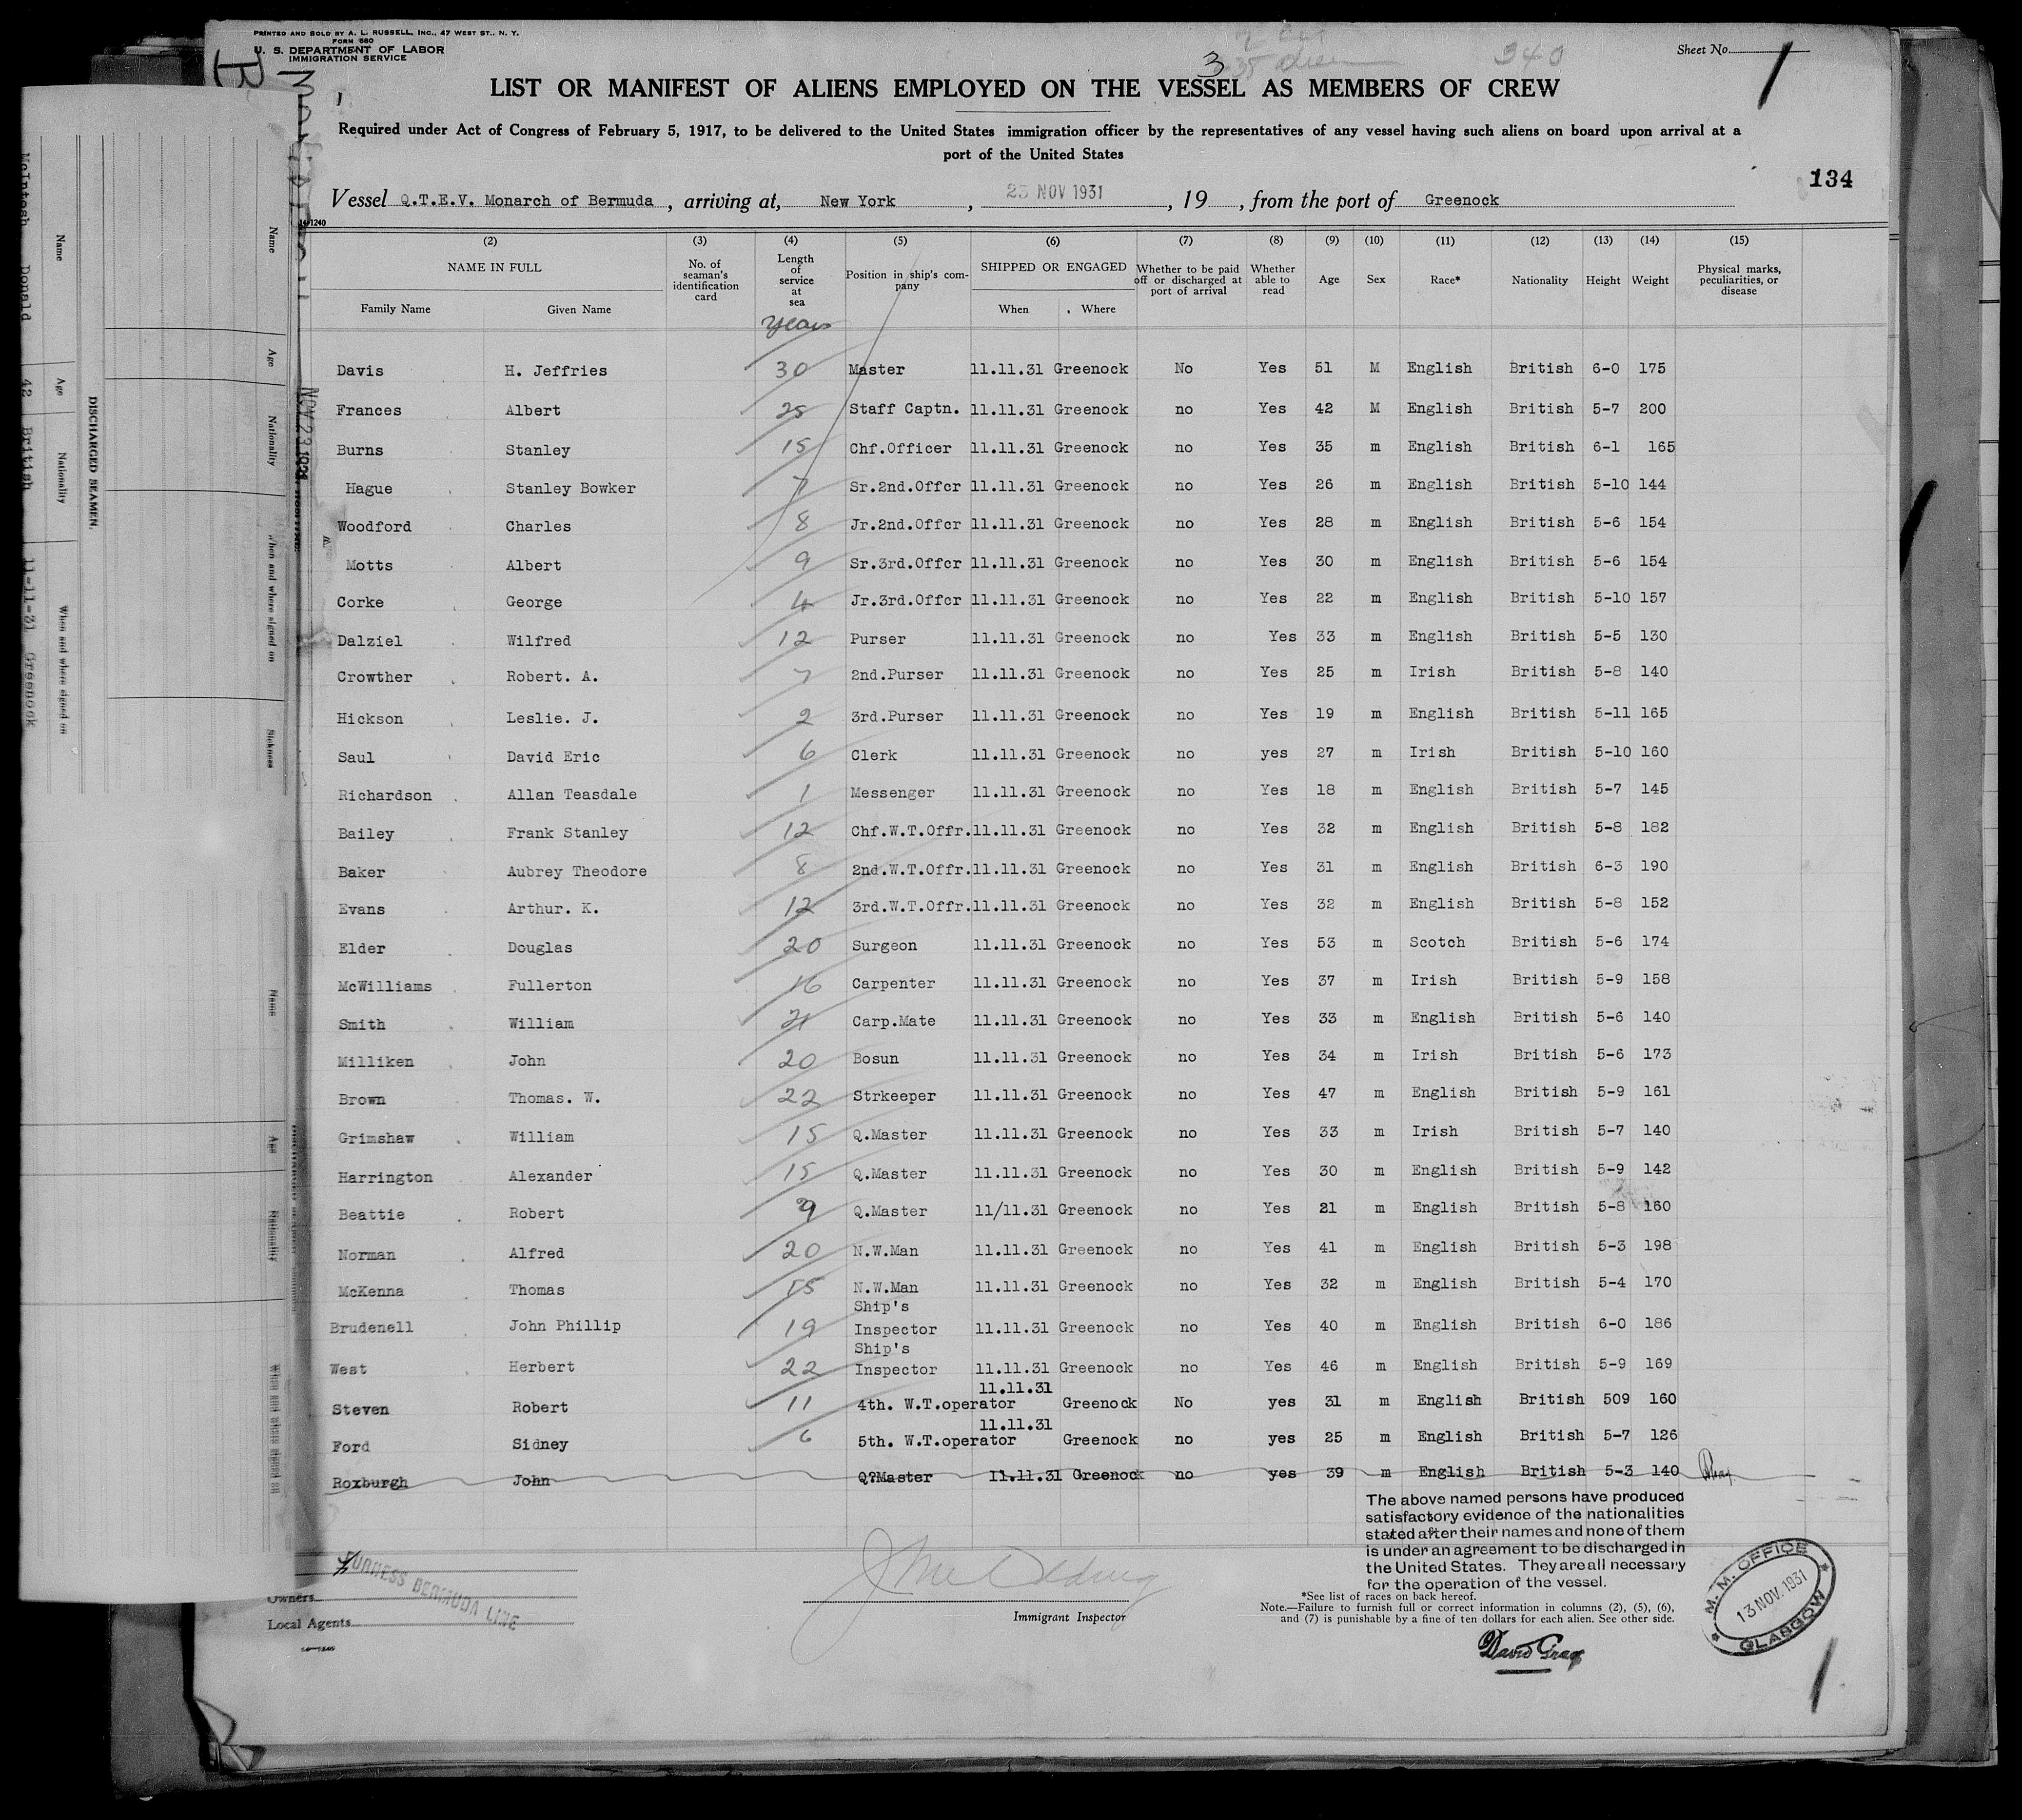 PRINTED AND SOLD BY A. L. RUSSELL, INC., 47 WEST ST., N. Y.
FORM 680
U. S. DEPARTMENT OF LABOR
IMMIGRATION SERVICE
Sheet No. 1
3
340
LIST OR MANIFEST OF ALIENS EMPLOYED ON THE VESSEL AS MEMBERS OF CREW
Required under Act of Congress of February 5, 1917, to be delivered to the United States immigration officer by the representatives of any vessel having such aliens on board upon arrival at a
port of the United States
134
Vessel Q.T.E.V. Monarch of Bermuda, arriving at, New York, 23 NOV 1931, 19, from the port of Greenock
(2) (3) (4) (5) (6) (7) (8) (9) (10) (11) (12) (13) (14) (15)
NAME IN FULL
Family Name Given Name
No. of seaman's identification card
Length of service at sea
years
Position in ship's company
SHIPPED OR ENGAGED
When Where
Whether to be paid off or discharged at port of arrival
Whether able to read
Age Sex Race* Nationality Height Weight
Physical marks, peculiarities, or disease
Davis H. Jeffries 30 Master 11.11.31 Greenock No Yes 51 M English British 6-0 175
Frances Albert 25 Staff Captn. 11.11.31 Greenock no Yes 42 M English British 5-7 200
Burns Stanley 15 Chf.Officer 11.11.31 Greenock no Yes 35 m English British 6-1 165
Hague Stanley Bowker 7 Sr.2nd.Offcr 11.11.31 Greenock no Yes 26 m English British 5-10 144
Woodford Charles 8 Jr.2nd.Offcr 11.11.31 Greenock no Yes 28 m English British 5-6 154
Motts Albert 9 Sr.3rd.Offcr 11.11.31 Greenock no Yes 30 m English British 5-6 154
Corke George 4 Jr.3rd.Offcr 11.11.31 Greenock no Yes 22 m English British 5-10 157
Dalziel Wilfred 12 Purser 11.11.31 Greenock no Yes 33 m English British 5-5 130
Crowther Robert. A. 7 2nd.Purser 11.11.31 Greenock no Yes 25 m Irish British 5-8 140
Hickson Leslie. J. 2 3rd.Purser 11.11.31 Greenock no Yes 19 m English British 5-11 165
Saul David Eric 6 Clerk 11.11.31 Greenock no yes 27 m Irish British 5-10 160
Richardson Allan Teasdale 1 Messenger 11.11.31 Greenock no Yes 18 m English British 5-7 145
Bailey Frank Stanley 12 Chf.W.T.Offr. 11.11.31 Greenock no Yes 32 m English British 5-8 182
Baker Aubrey Theodore 8 2nd.W.T.Offr. 11.11.31 Greenock no Yes 31 m English British 6-3 190
Evans Arthur. K. 12 3rd.W.T.Offr. 11.11.31 Greenock no Yes 32 m English British 5-8 152
Elder Douglas 20 Surgeon 11.11.31 Greenock no Yes 53 m Scotch British 5-6 174
McWilliams Fullerton 16 Carpenter 11.11.31 Greenock no Yes 37 m Irish British 5-9 158
Smith William 21 Carp.Mate 11.11.31 Greenock no Yes 33 m English British 5-6 140
Milliken John 20 Bosun 11.11.31 Greenock no Yes 34 m Irish British 5-6 173
Brown Thomas. W. 22 Strkeeper 11.11.31 Greenock no Yes 47 m English British 5-9 161
Grimshaw William 15 Q.Master 11.11.31 Greenock no Yes 33 m Irish British 5-7 140
Harrington Alexander 15 Q.Master 11.11.31 Greenock no Yes 30 m English British 5-9 142
Beattie Robert 9 Q.Master 11/11.31 Greenock no Yes 21 m English British 5-8 160
Norman Alfred 20 N.W.Man 11.11.31 Greenock no Yes 41 m English British 5-3 198
McKenna Thomas 15 N.W.Man 11.11.31 Greenock no Yes 32 m English British 5-4 170
Brudenell John Phillip 19 Ship's Inspector 11.11.31 Greenock no Yes 40 m English British 6-0 186
West Herbert 22 Ship's Inspector 11.11.31 Greenock no Yes 46 m English British 5-9 169
Steven Robert 11 4th. W.T.operator 11.11.31 Greenock No yes 31 m English British 509 160
Ford Sidney 6 5th. W.T.operator 11.11.31 Greenock no yes 25 m English British 5-7 126
Roxburgh John Q?Master 11.11.31 Greenock no yes 39 m English British 5-3 140
The above named persons have produced
satisfactory evidence of the nationalities
stated after their names and none of them
is under an agreement to be discharged in
the United States. They are all necessary
for the operation of the vessel.
FURNESS BERMUDA LINE
Owners
Local Agents
Immigrant Inspector
*See list of races on back hereof.
Note.—Failure to furnish full or correct information in columns (2), (5), (6),
and (7) is punishable by a fine of ten dollars for each alien. See other side.
David Gray
M. M. OFFICE
13 NOV. 1931
GLASGOW
1
DISCHARGED SEAMEN.
Name Age Nationality When and where signed on
McIntosh Donald 42 British 11-11-31 Greenock
Name Age Nationality When and where signed on Sickness
Name Age Nationality When and where signed on
NOV 23 1931